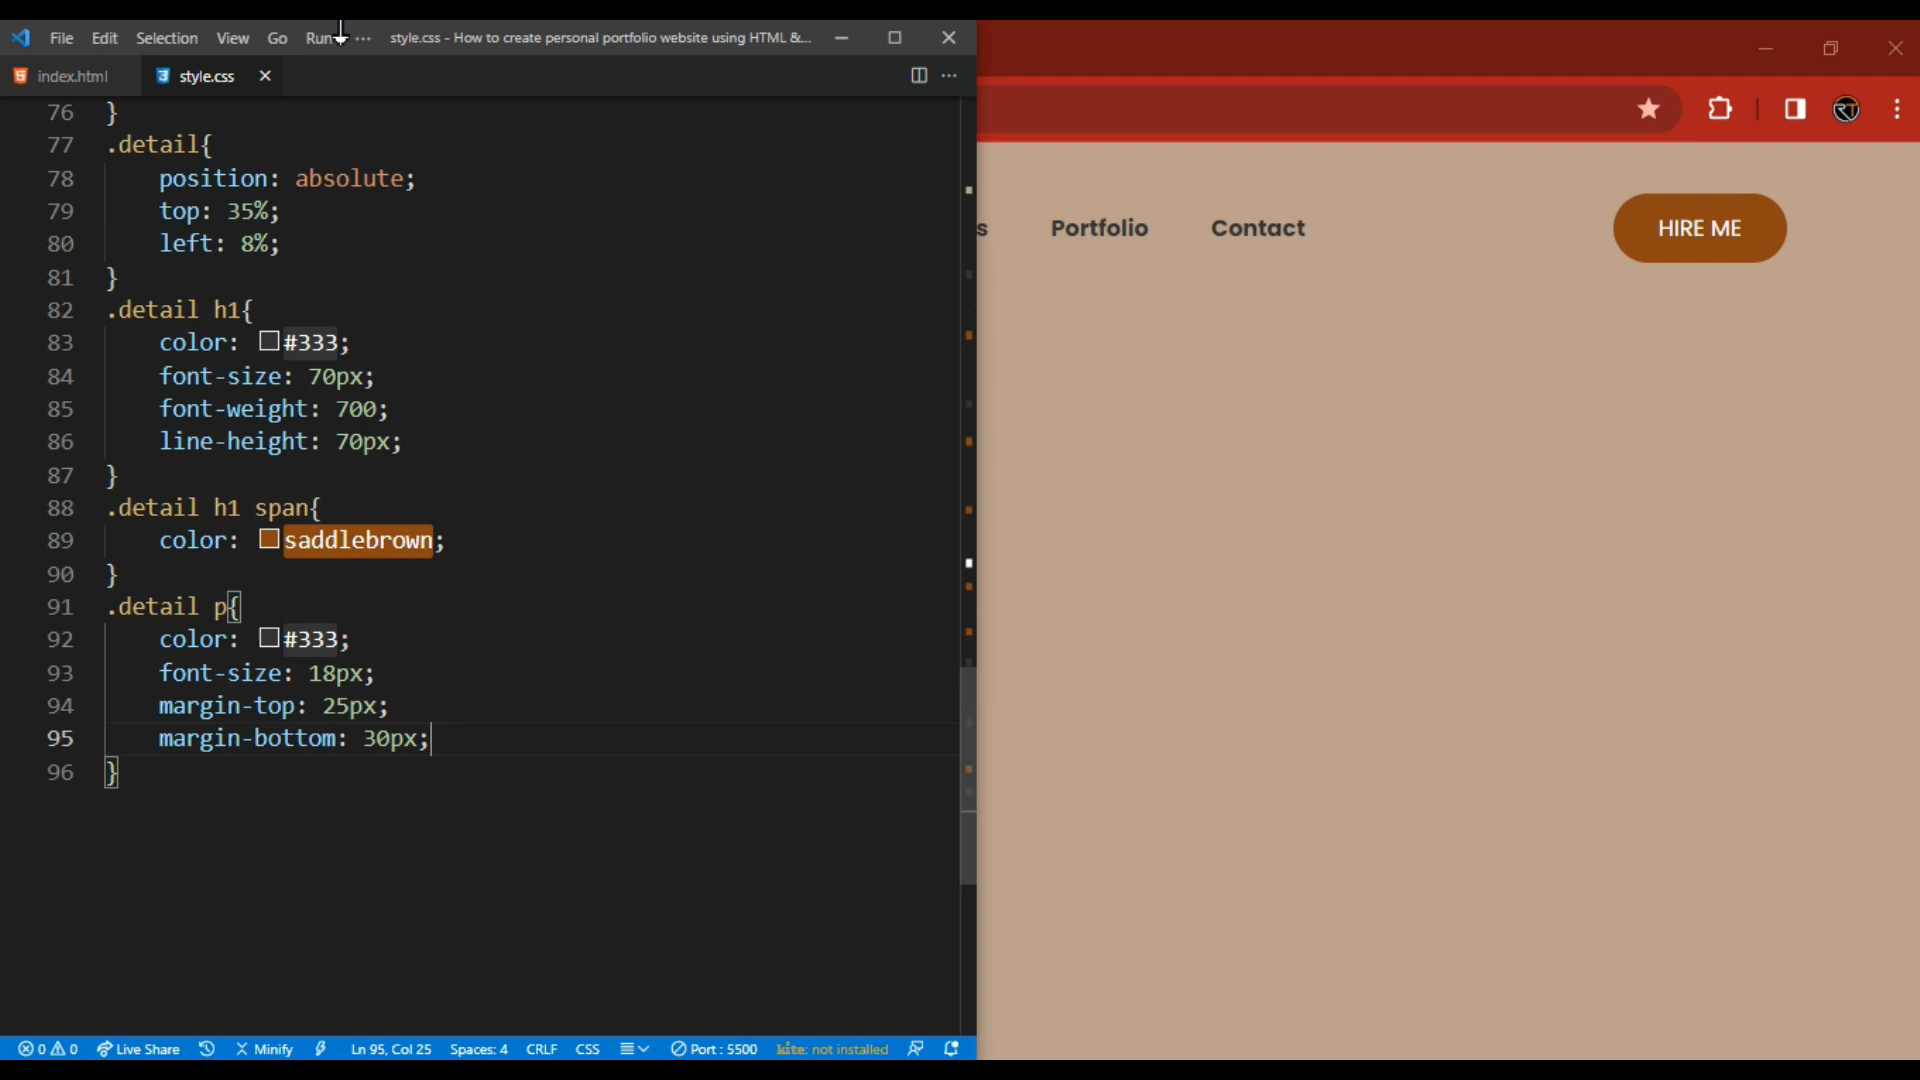 File Edit Selection View Go Run ··· style.css - How to create personal portfolio website using HTML &...
index.html style.css
76 }
77 .detail{
78 position: absolute;
79 top: 35%;
80 left: 8%;
81 }
82 .detail h1{
83 color: #333;
84 font-size: 70px;
85 font-weight: 700;
86 line-height: 70px;
87 }
88 .detail h1 span{
89 color: saddlebrown;
90 }
91 .detail p{
92 color: #333;
93 font-size: 18px;
94 margin-top: 25px;
95 margin-bottom: 30px;
96 }
0 0 Live Share Minify Ln 95, Col 25 Spaces: 4 CRLF CSS Port : 5500 kite: not installed
s Portfolio Contact HIRE ME